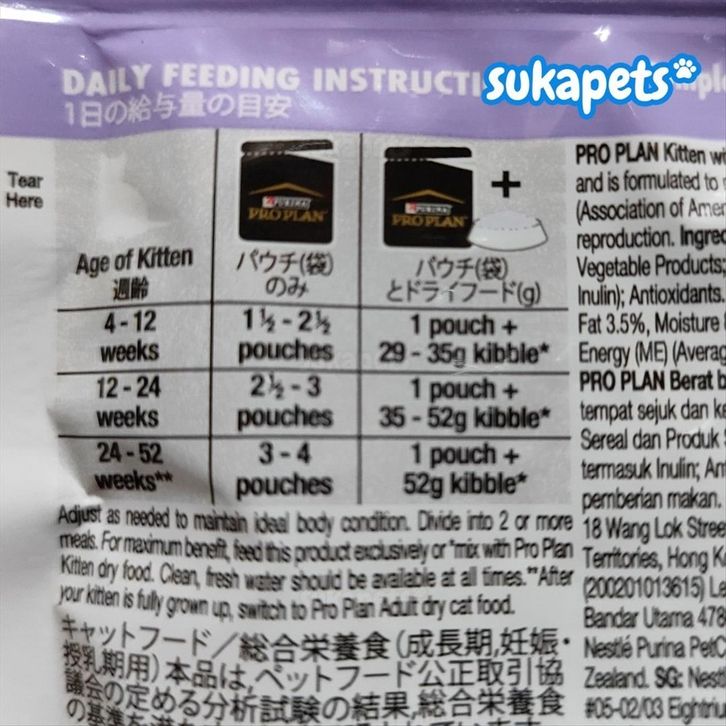 DAILY FEEDING INSTRUCTI
sukapets
1日の給与量の目安
Tear
Here
PURINA
PRO PLAN
PURINA
PRO PLAN
+
Age of Kitten
週齢
パウチ(袋)
のみ
パウチ(袋)
とドライフード(g)
4 - 12
weeks
1½ - 2½
pouches
1 pouch +
29 - 35g kibble*
12 - 24
weeks
2½ - 3
pouches
1 pouch +
35 - 52g kibble*
24 - 52
weeks**
3 - 4
pouches
1 pouch +
52g kibble*
Adjust as needed to maintain ideal body condition. Divide into 2 or more
meals. For maximum benefit, feed this product exclusively or *mix with Pro Plan
Kitten dry food. Clean, fresh water should be available at all times. **After
your kitten is fully grown up, switch to Pro Plan Adult dry cat food.
キャットフード／総合栄養食(成長期,妊娠・
授乳期用)本品は,ペットフード公正取引協
議会の定める分析試験の結果,総合栄養食
PRO PLAN Kitten
and is formulated to
(Association of Amer
reproduction. Ingred
Vegetable Products;
Inulin); Antioxidants.
Fat 3.5%, Moisture
Energy (ME) (Averag
PRO PLAN Berat
tempat sejuk dan
Sereal dan Produk
termasuk Inulin;
pemberian makan.
18 Wang Lok Stree
Territories, Hong
(200201013615)
Bandar Utama 478
Nestlé Purina PetC
Zealand. SG: Nest
#05-02/03